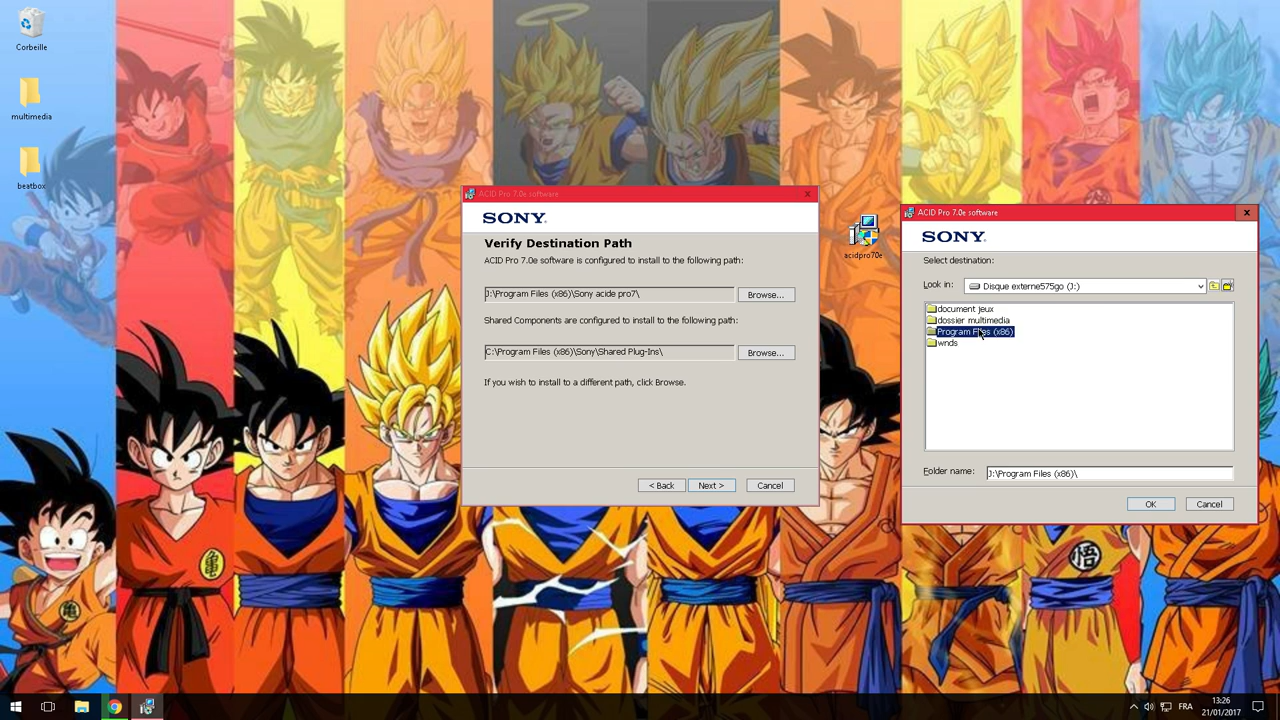 Corbeille
multimedia
beatbox
ACID Pro 7.0e software
SONY
Verify Destination Path
ACID Pro 7.0e software is configured to install to the following path:
J:\Program Files (x86)\Sony acide pro7\
Browse...
Shared Components are configured to install to the following path:
C:\Program Files (x86)\Sony\Shared Plug-Ins\
Browse...
If you wish to install to a different path, click Browse.
< Back
Next >
Cancel
acidpro70e
ACID Pro 7.0e software
SONY
Select destination:
Look in:
Disque externe575go (J:)
document jeux
dossier multimedia
Program Files (x86)
wnds
Folder name:
J:\Program Files (x86)\
OK
Cancel
亀
悟
FRA
13:26
21/01/2017